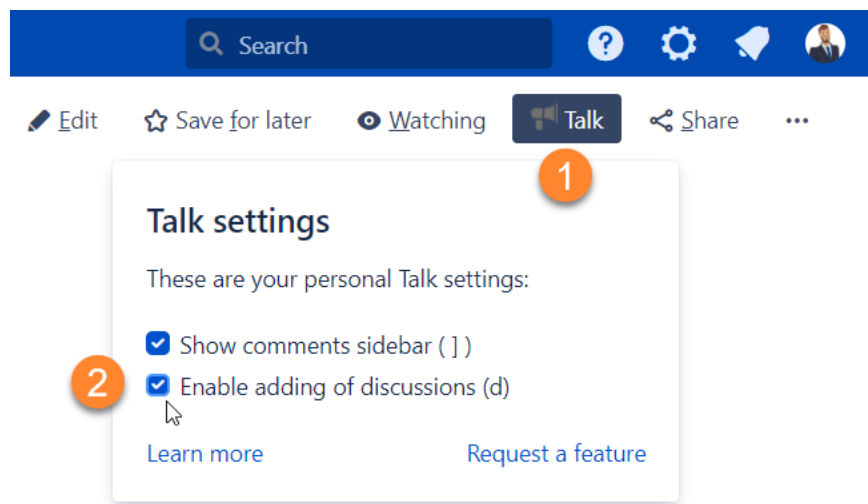 Search
?
Edit Save for later Watching Talk Share ...
1
Talk settings
These are your personal Talk settings:
Show comments sidebar ( ] )
2 Enable adding of discussions (d)
Learn more Request a feature